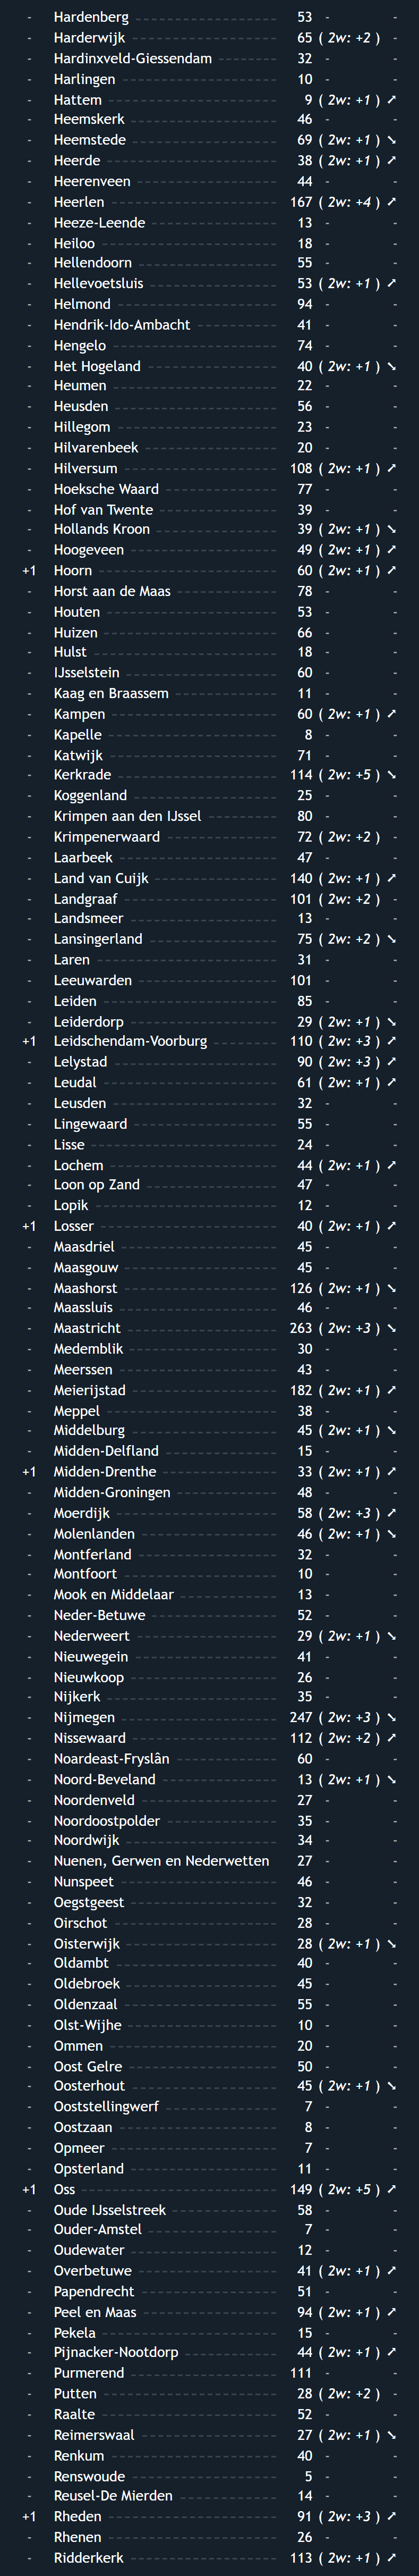 - Hardenberg 53 - -
- Harderwijk 65 ( 2w: +2 ) -
- Hardinxveld-Giessendam 32 - -
- Harlingen 10 - -
- Hattem 9 ( 2w: +1 ) ➚
- Heemskerk 46 - -
- Heemstede 69 ( 2w: +1 ) ➘
- Heerde 38 ( 2w: +1 ) ➚
- Heerenveen 44 - -
- Heerlen 167 ( 2w: +4 ) ➚
- Heeze-Leende 13 - -
- Heiloo 18 - -
- Hellendoorn 55 - -
- Hellevoetsluis 53 ( 2w: +1 ) ➚
- Helmond 94 - -
- Hendrik-Ido-Ambacht 41 - -
- Hengelo 74 - -
- Het Hogeland 40 ( 2w: +1 ) ➘
- Heumen 22 - -
- Heusden 56 - -
- Hillegom 23 - -
- Hilvarenbeek 20 - -
- Hilversum 108 ( 2w: +1 ) ➚
- Hoeksche Waard 77 - -
- Hof van Twente 39 - -
- Hollands Kroon 39 ( 2w: +1 ) ➘
- Hoogeveen 49 ( 2w: +1 ) ➚
+1 Hoorn 60 ( 2w: +1 ) ➚
- Horst aan de Maas 78 - -
- Houten 53 - -
- Huizen 66 - -
- Hulst 18 - -
- IJsselstein 60 - -
- Kaag en Braassem 11 - -
- Kampen 60 ( 2w: +1 ) ➚
- Kapelle 8 - -
- Katwijk 71 - -
- Kerkrade 114 ( 2w: +5 ) ➘
- Koggenland 25 - -
- Krimpen aan den IJssel 80 - -
- Krimpenerwaard 72 ( 2w: +2 ) -
- Laarbeek 47 - -
- Land van Cuijk 140 ( 2w: +1 ) ➚
- Landgraaf 101 ( 2w: +2 ) -
- Landsmeer 13 - -
- Lansingerland 75 ( 2w: +2 ) ➘
- Laren 31 - -
- Leeuwarden 101 - -
- Leiden 85 - -
- Leiderdorp 29 ( 2w: +1 ) ➘
+1 Leidschendam-Voorburg 110 ( 2w: +3 ) ➚
- Lelystad 90 ( 2w: +3 ) ➚
- Leudal 61 ( 2w: +1 ) ➚
- Leusden 32 - -
- Lingewaard 55 - -
- Lisse 24 - -
- Lochem 44 ( 2w: +1 ) ➚
- Loon op Zand 47 - -
- Lopik 12 - -
+1 Losser 40 ( 2w: +1 ) ➚
- Maasdriel 45 - -
- Maasgouw 45 - -
- Maashorst 126 ( 2w: +1 ) ➘
- Maassluis 46 - -
- Maastricht 263 ( 2w: +3 ) ➘
- Medemblik 30 - -
- Meerssen 43 - -
- Meierijstad 182 ( 2w: +1 ) ➚
- Meppel 38 - -
- Middelburg 45 ( 2w: +1 ) ➘
- Midden-Delfland 15 - -
+1 Midden-Drenthe 33 ( 2w: +1 ) ➚
- Midden-Groningen 48 - -
- Moerdijk 58 ( 2w: +3 ) ➚
- Molenlanden 46 ( 2w: +1 ) ➘
- Montferland 32 - -
- Montfoort 10 - -
- Mook en Middelaar 13 - -
- Neder-Betuwe 52 - -
- Nederweert 29 ( 2w: +1 ) ➘
- Nieuwegein 41 - -
- Nieuwkoop 26 - -
- Nijkerk 35 - -
- Nijmegen 247 ( 2w: +3 ) ➘
- Nissewaard 112 ( 2w: +2 ) ➚
- Noardeast-Fryslân 60 - -
- Noord-Beveland 13 ( 2w: +1 ) ➘
- Noordenveld 27 - -
- Noordoostpolder 35 - -
- Noordwijk 34 - -
- Nuenen, Gerwen en Nederwetten 27 - -
- Nunspeet 46 - -
- Oegstgeest 32 - -
- Oirschot 28 - -
- Oisterwijk 28 ( 2w: +1 ) ➘
- Oldambt 40 - -
- Oldebroek 45 - -
- Oldenzaal 55 - -
- Olst-Wijhe 10 - -
- Ommen 20 - -
- Oost Gelre 50 - -
- Oosterhout 45 ( 2w: +1 ) ➘
- Ooststellingwerf 7 - -
- Oostzaan 8 - -
- Opmeer 7 - -
- Opsterland 11 - -
+1 Oss 149 ( 2w: +5 ) ➚
- Oude IJsselstreek 58 - -
- Ouder-Amstel 7 - -
- Oudewater 12 - -
- Overbetuwe 41 ( 2w: +1 ) ➚
- Papendrecht 51 - -
- Peel en Maas 94 ( 2w: +1 ) ➚
- Pekela 15 - -
- Pijnacker-Nootdorp 44 ( 2w: +1 ) ➚
- Purmerend 111 - -
- Putten 28 ( 2w: +2 ) -
- Raalte 52 - -
- Reimerswaal 27 ( 2w: +1 ) ➘
- Renkum 40 - -
- Renswoude 5 - -
- Reusel-De Mierden 14 - -
+1 Rheden 91 ( 2w: +3 ) ➚
- Rhenen 26 - -
- Ridderkerk 113 ( 2w: +1 ) ➚